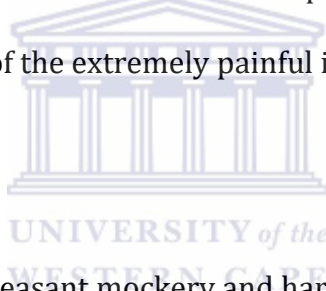 of the extremely painful i
UNIVERSITY of the
WESTERN CAPE
easant mockery and har